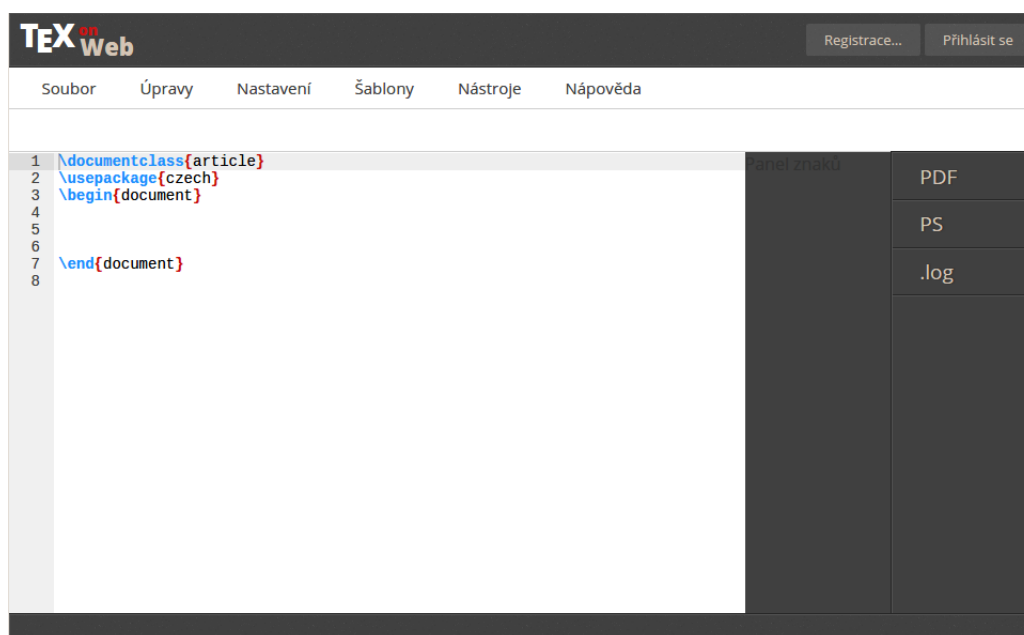 TEX on Web
Registrace...
Přihlásit se
Soubor
Úpravy
Nastavení
Šablony
Nástroje
Nápověda
1 \documentclass{article}
2 \usepackage{czech}
3 \begin{document}
4
5
6
7 \end{document}
8
Panel znaků
PDF
PS
.log